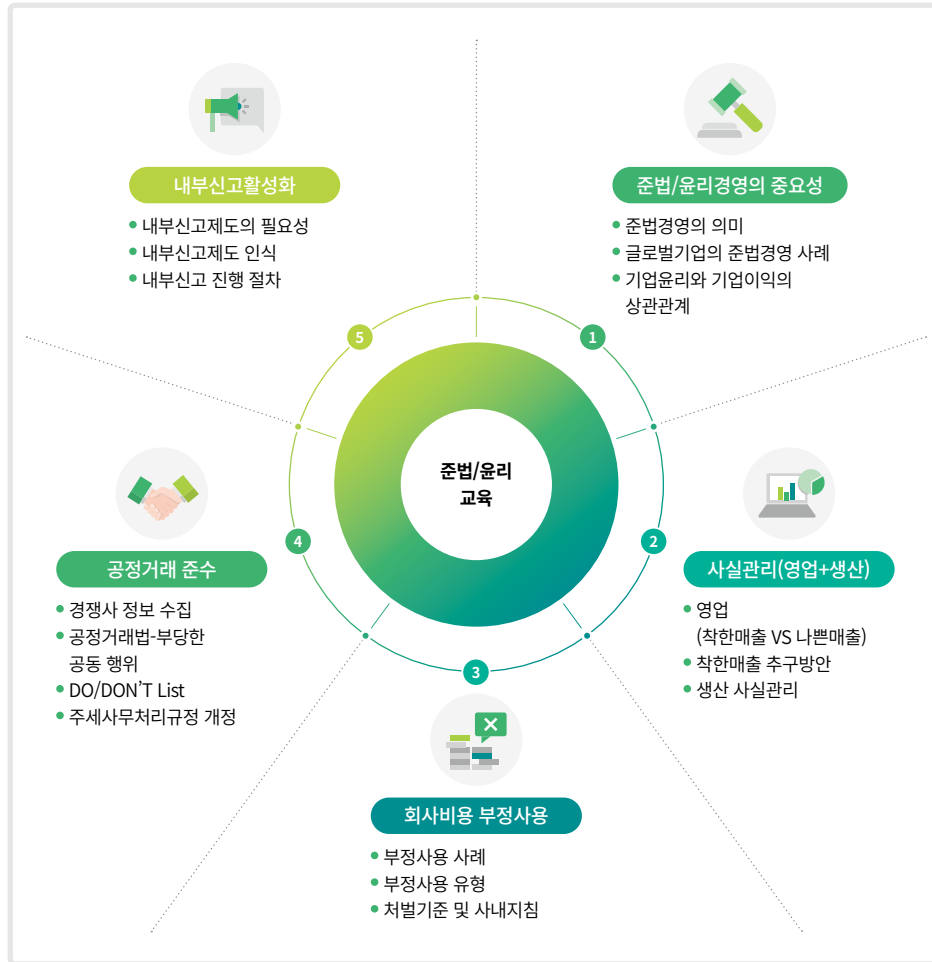 준법/윤리
교육
1
준법/윤리경영의 중요성
• 준법경영의 의미
• 글로벌기업의 준법경영 사례
• 기업윤리와 기업이익의
상관관계
2
사실관리(영업+생산)
• 영업
(착한매출 VS 나쁜매출)
• 착한매출 추구방안
• 생산 사실관리
3
회사비용 부정사용
• 부정사용 사례
• 부정사용 유형
• 처벌기준 및 사내지침
4
공정거래 준수
• 경쟁사 정보 수집
• 공정거래법-부당한
공동 행위
• DO/DON’T List
• 주세사무처리규정 개정
5
내부신고활성화
• 내부신고제도의 필요성
• 내부신고제도 인식
• 내부신고 진행 절차